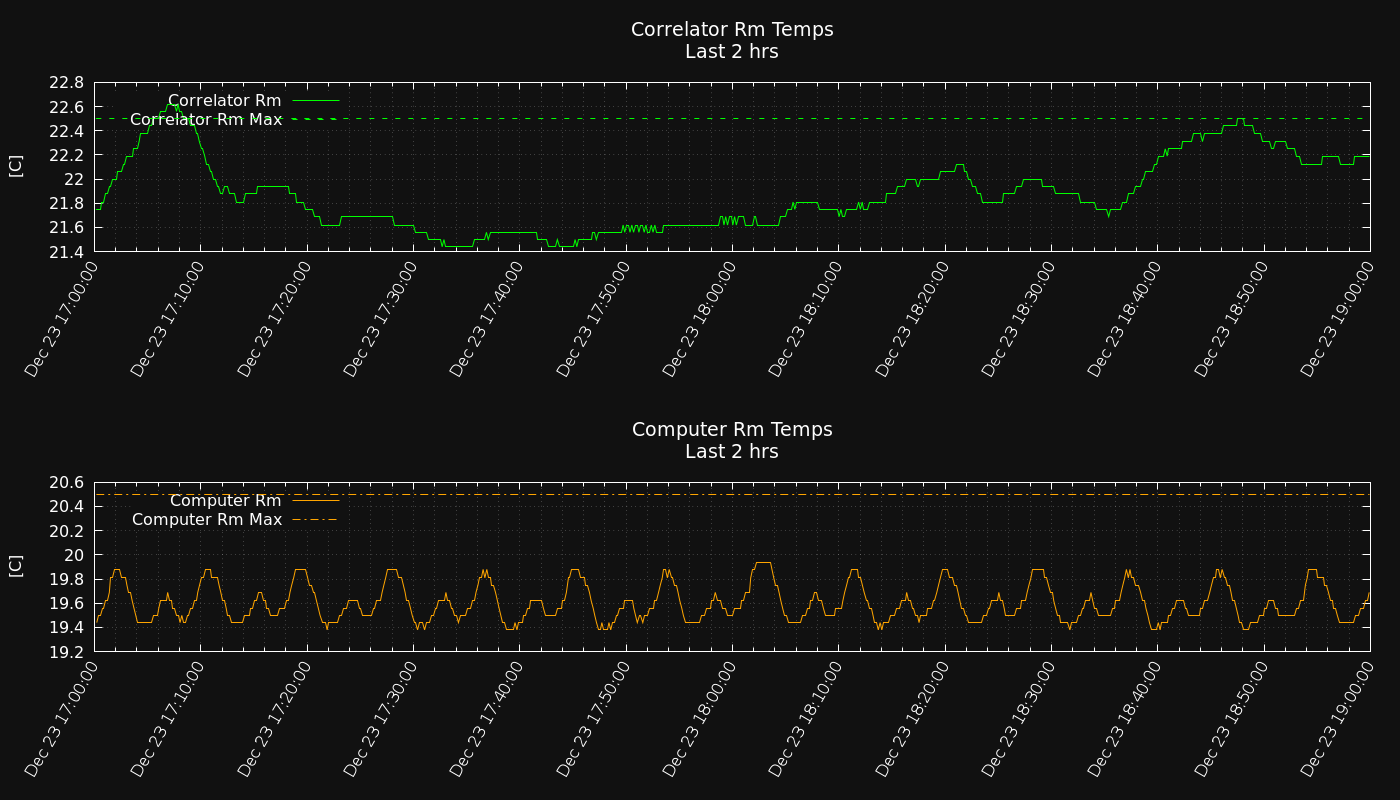 Correlator Rm Temps
Last 2 hrs
22.8
22.6
22.4
22.2
22
21.8
21.6
21.4
[C]
Correlator Rm
Correlator Rm Max
Dec 23 17:00:00
Dec 23 17:10:00
Dec 23 17:20:00
Dec 23 17:30:00
Dec 23 17:40:00
Dec 23 17:50:00
Dec 23 18:00:00
Dec 23 18:10:00
Dec 23 18:20:00
Dec 23 18:30:00
Dec 23 18:40:00
Dec 23 18:50:00
Dec 23 19:00:00
Computer Rm Temps
Last 2 hrs
20.6
20.4
20.2
20
19.8
19.6
19.4
19.2
[C]
Computer Rm
Computer Rm Max
Dec 23 17:00:00
Dec 23 17:10:00
Dec 23 17:20:00
Dec 23 17:30:00
Dec 23 17:40:00
Dec 23 17:50:00
Dec 23 18:00:00
Dec 23 18:10:00
Dec 23 18:20:00
Dec 23 18:30:00
Dec 23 18:40:00
Dec 23 18:50:00
Dec 23 19:00:00